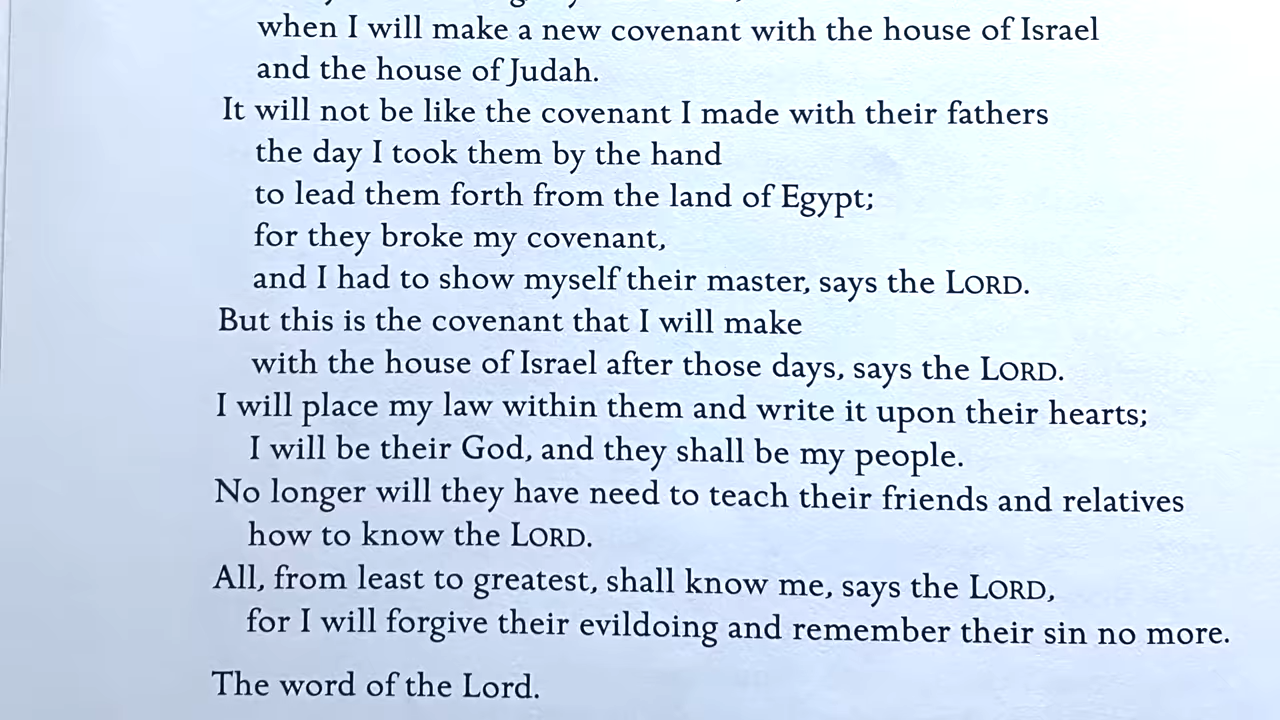 when I will make a new covenant with the house of Israel
and the house of Judah.
It will not be like the covenant I made with their fathers
the day I took them by the hand
to lead them forth from the land of Egypt;
for they broke my covenant,
and I had to show myself their master, says the LORD.
But this is the covenant that I will make
with the house of Israel after those days, says the LORD.
I will place my law within them and write it upon their hearts;
I will be their God, and they shall be my people.
No longer will they have need to teach their friends and relatives
how to know the LORD.
All, from least to greatest, shall know me, says the LORD,
for I will forgive their evildoing and remember their sin no more.
The word of the Lord.